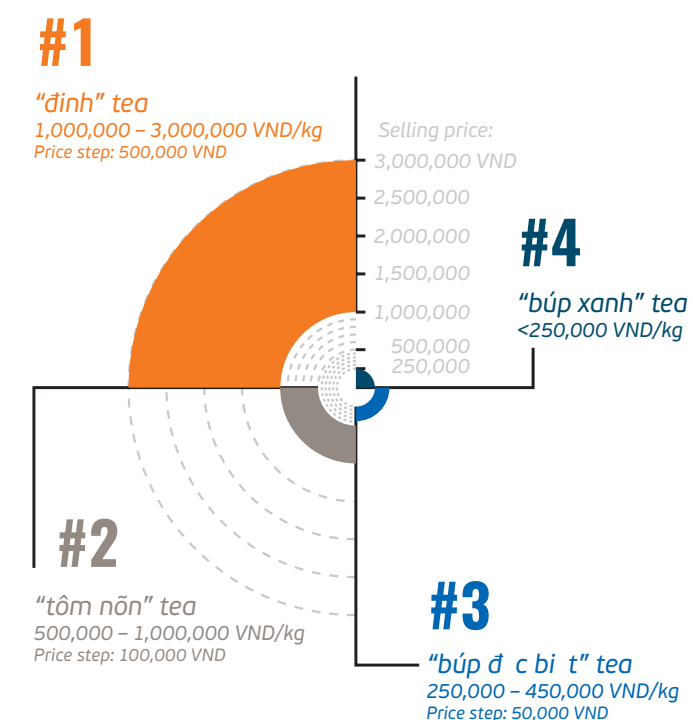 #1
“đinh” tea
1,000,000 – 3,000,000 VND/kg
Price step: 500,000 VND
Selling price:
3,000,000 VND
2,500,000
2,000,000
1,500,000
1,000,000
500,000
250,000
#4
“búp xanh” tea
<250,000 VND/kg
#2
“tôm nõn” tea
500,000 – 1,000,000 VND/kg
Price step: 100,000 VND
#3
“búp đ c bi t” tea
250,000 – 450,000 VND/kg
Price step: 50,000 VND